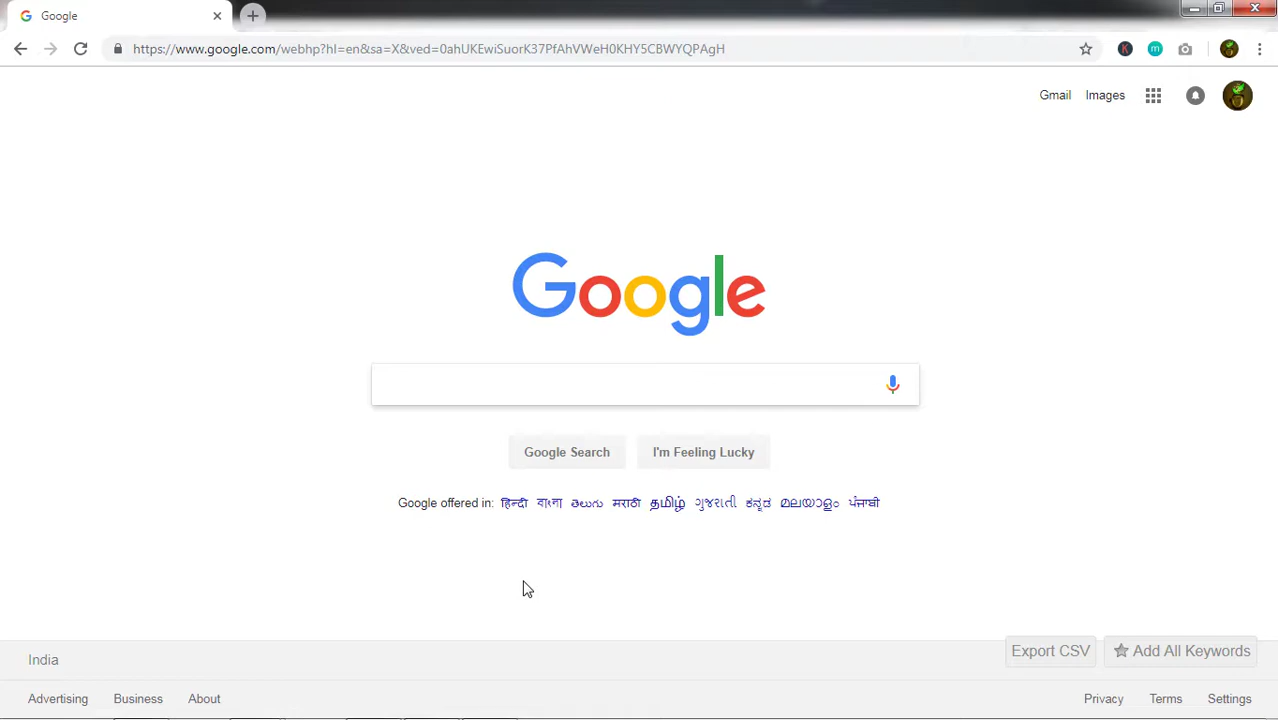 Google
https://www.google.com/webhp?hl=en&sa=X&ved=0ahUKEwiSuorK37PfAhVWeH0KHY5CBWYQPAgH
K m
Gmail Images
Google
Google Search I'm Feeling Lucky
Google offered in: हिन्दी বাংলা తెలుగు मराठी தமிழ் ગુજરાતી ಕನ್ನಡ മലയാളം ਪੰਜਾਬੀ
Export CSV Add All Keywords
India
Advertising Business About Privacy Terms Settings